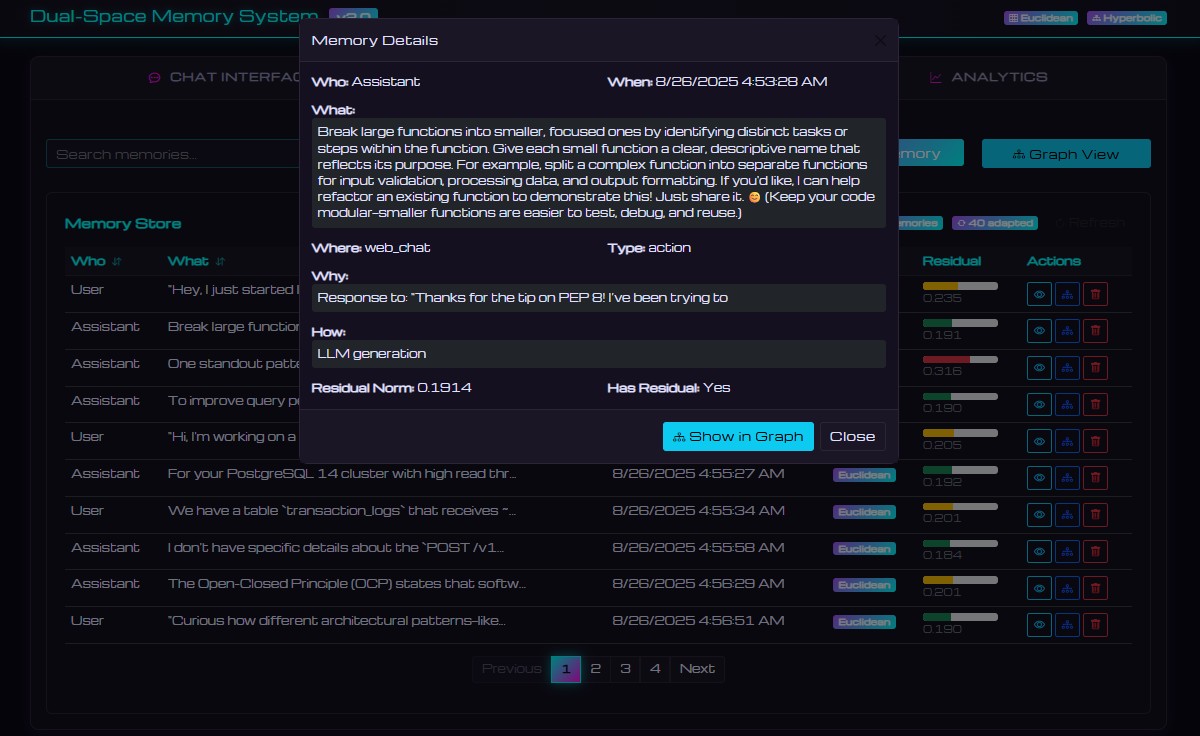 Dual-Space Memory System v2.0
Euclidean Hyperbolic
CHAT INTERFAC
ANALYTICS
Memory Details
Who: Assistant When: 8/26/2025 4:53:28 AM
What:
Break large functions into smaller, focused ones by identifying distinct tasks or
steps within the function. Give each small function a clear, descriptive name that
reflects its purpose. For example, split a complex function into separate functions
for input validation, processing data, and output formatting. If you'd like, I can help
refactor an existing function to demonstrate this! Just share it. 😊 (Keep your code
modular—smaller functions are easier to test, debug, and reuse.)
Where: web_chat Type: action
Why:
Response to: "Thanks for the tip on PEP 8! I've been trying to
How:
LLM generation
Residual Norm: 0.1914 Has Residual: Yes
Show in Graph Close
Search memories...
mory Graph View
Memory Store
emories 40 adapted Refresh
Who What Residual Actions
User "Hey, I just started 0.235
Assistant Break large function 0.191
Assistant One standout patte 0.316
Assistant To improve query pe 0.190
User "Hi, I'm working on a 0.205
Assistant For your PostgreSQL 14 cluster with high read thr... 8/26/2025 4:55:27 AM Euclidean 0.192
User We have a table `transaction_logs` that receives ~... 8/26/2025 4:55:34 AM Euclidean 0.201
Assistant I don't have specific details about the `POST /v1... 8/26/2025 4:55:58 AM Euclidean 0.184
Assistant The Open-Closed Principle (OCP) states that softw... 8/26/2025 4:56:29 AM Euclidean 0.201
User "Curious how different architectural patterns—like... 8/26/2025 4:56:51 AM Euclidean 0.190
Previous 1 2 3 4 Next